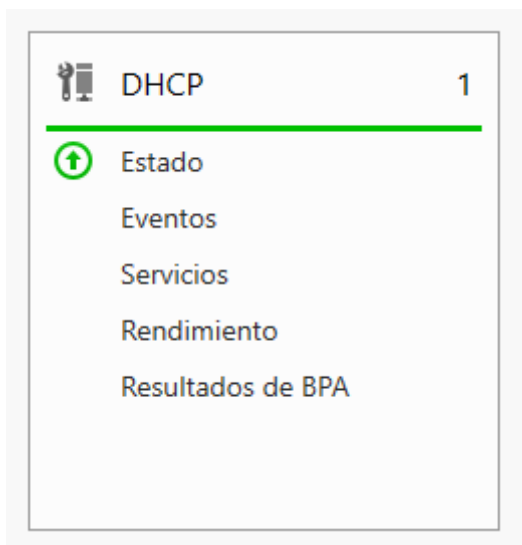 DHCP 1
Estado
Eventos
Servicios
Rendimiento
Resultados de BPA